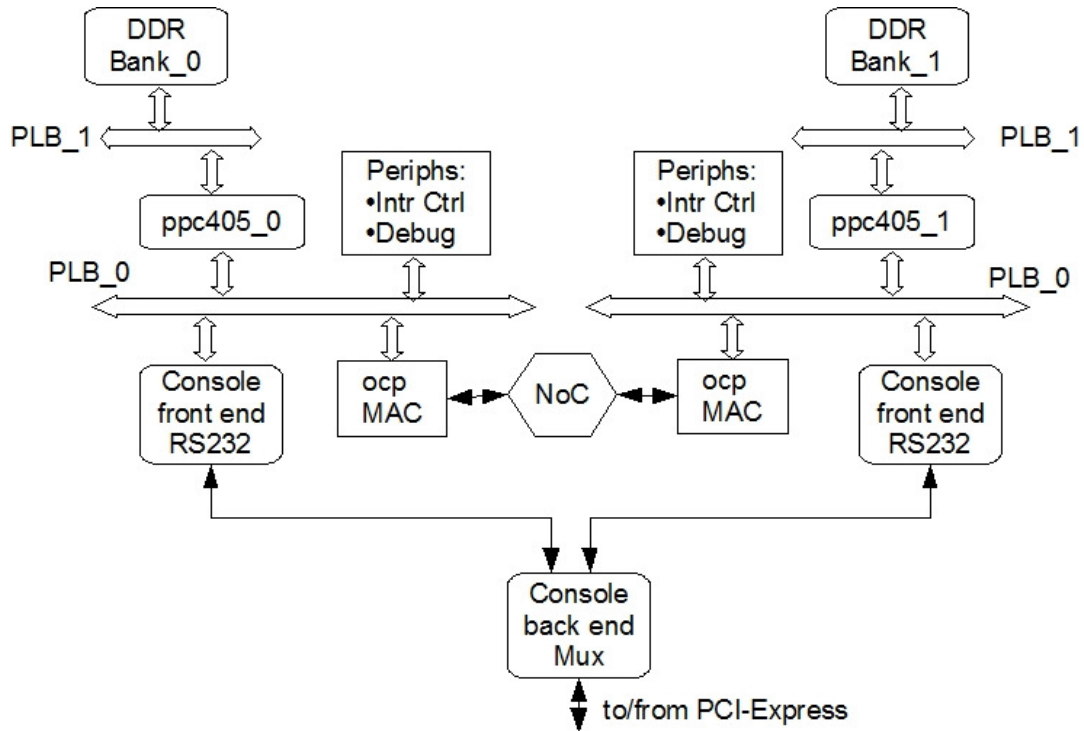 DDR
Bank_0
DDR
Bank_1
PLB_1
PLB_1
Periphs:
•Intr Ctrl
•Debug
Periphs:
•Intr Ctrl
•Debug
ppc405_0
ppc405_1
PLB_0
PLB_0
Console
front end
RS232
ocp
MAC
NoC
ocp
MAC
Console
front end
RS232
Console
back end
Mux
to/from PCI-Express